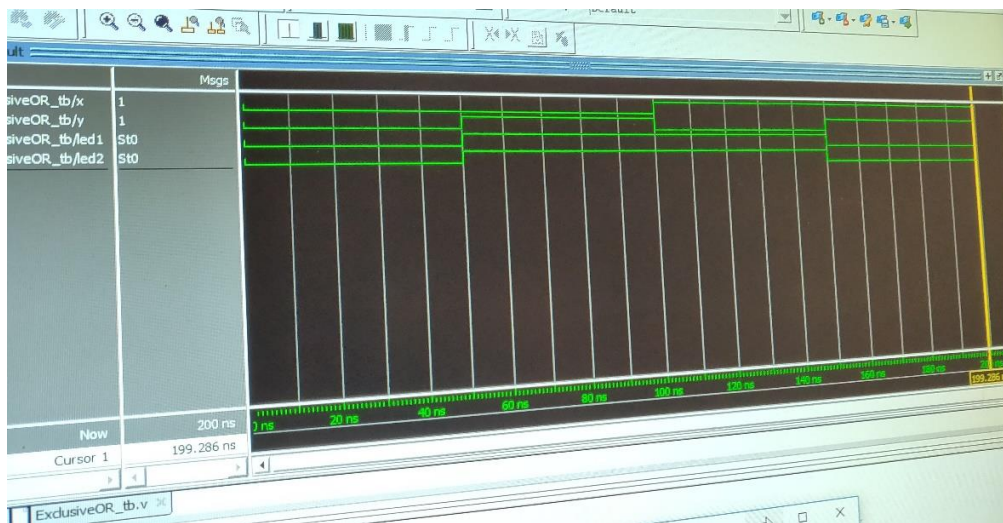 Default
ult
Msgs
siveOR_tb/x 1
siveOR_tb/y 1
siveOR_tb/led1 St0
siveOR_tb/led2 St0
ns 20 ns 40 ns 60 ns 80 ns 100 ns 120 ns 140 ns 160 ns 180 ns
Now 200 ns
Cursor 1 199.286 ns
199.286
ExclusiveOR_tb.v